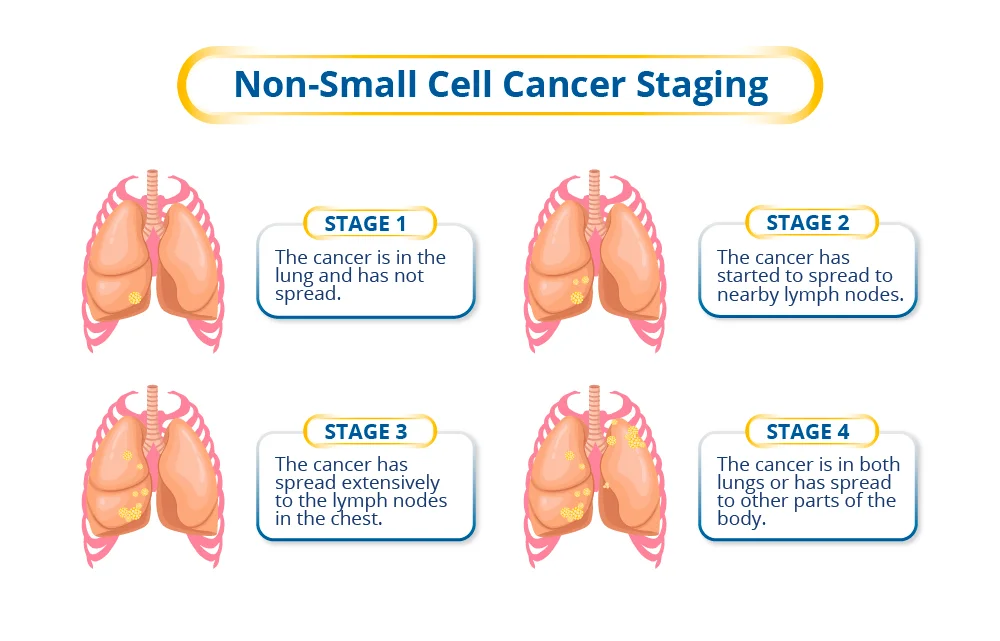 Non-Small Cell Cancer Staging
STAGE 1
The cancer is in the
lung and has not
spread.
STAGE 2
The cancer has
started to spread to
nearby lymph nodes.
STAGE 3
The cancer has
spread extensively
to the lymph nodes
in the chest.
STAGE 4
The cancer is in both
lungs or has spread
to other parts of the
body.